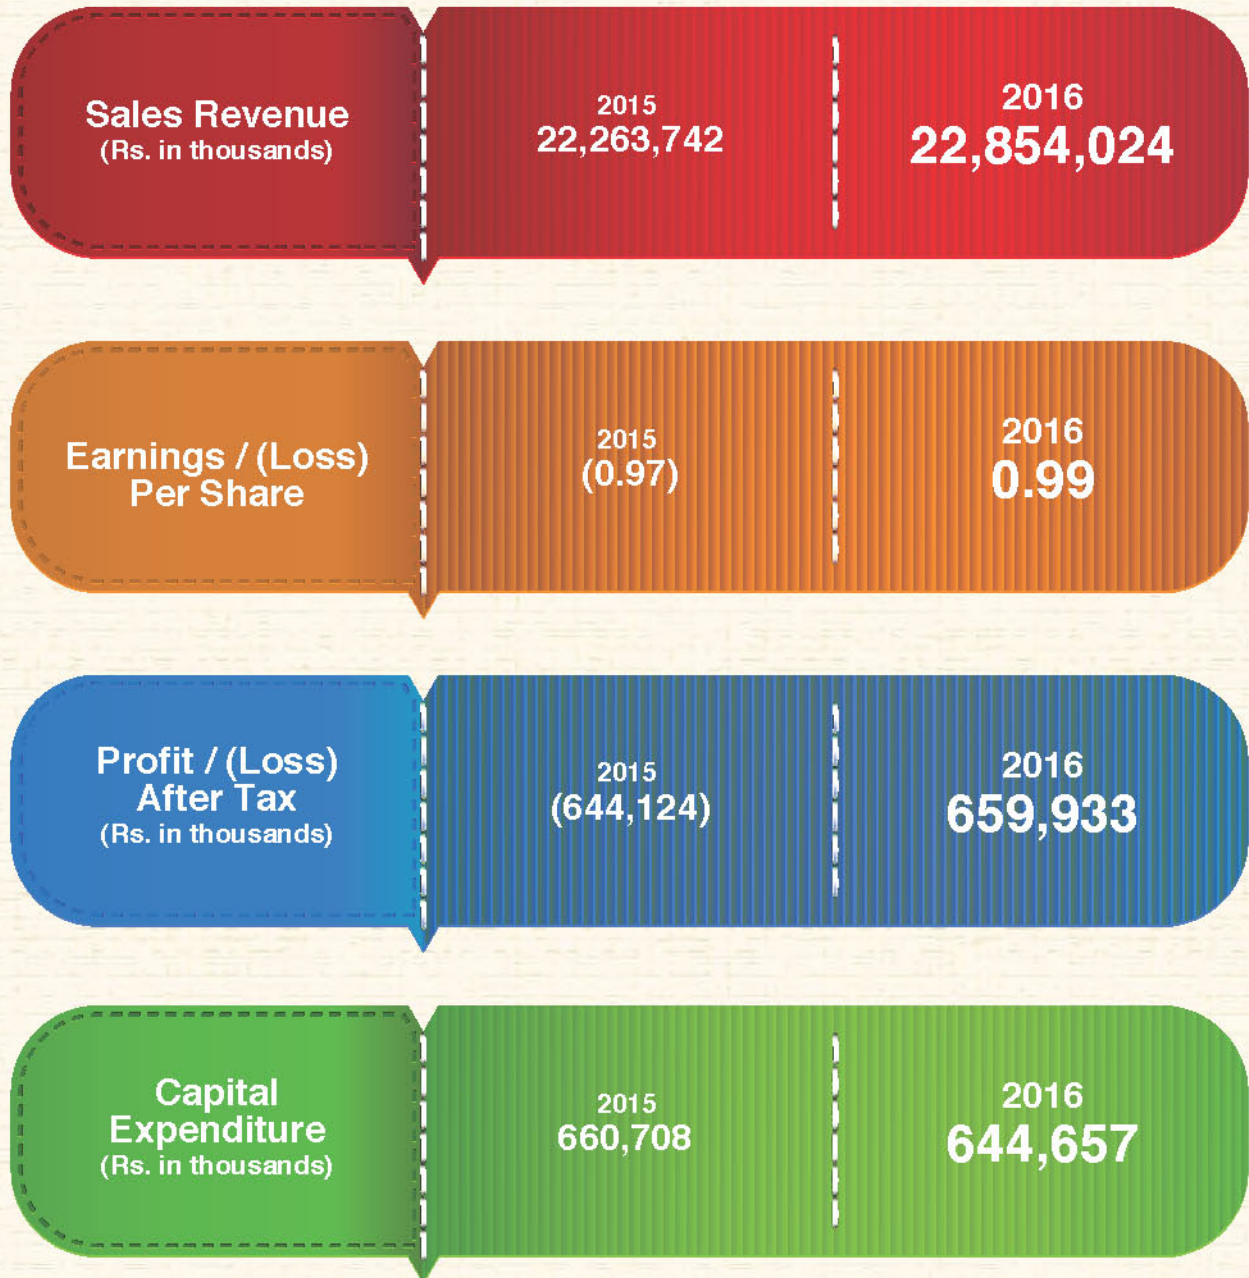 Sales Revenue
(Rs. in thousands)
2015
22,263,742
2016
22,854,024
Earnings / (Loss)
Per Share
2015
(0.97)
2016
0.99
Profit / (Loss)
After Tax
(Rs. in thousands)
2015
(644,124)
2016
659,933
Capital
Expenditure
(Rs. in thousands)
2015
660,708
2016
644,657